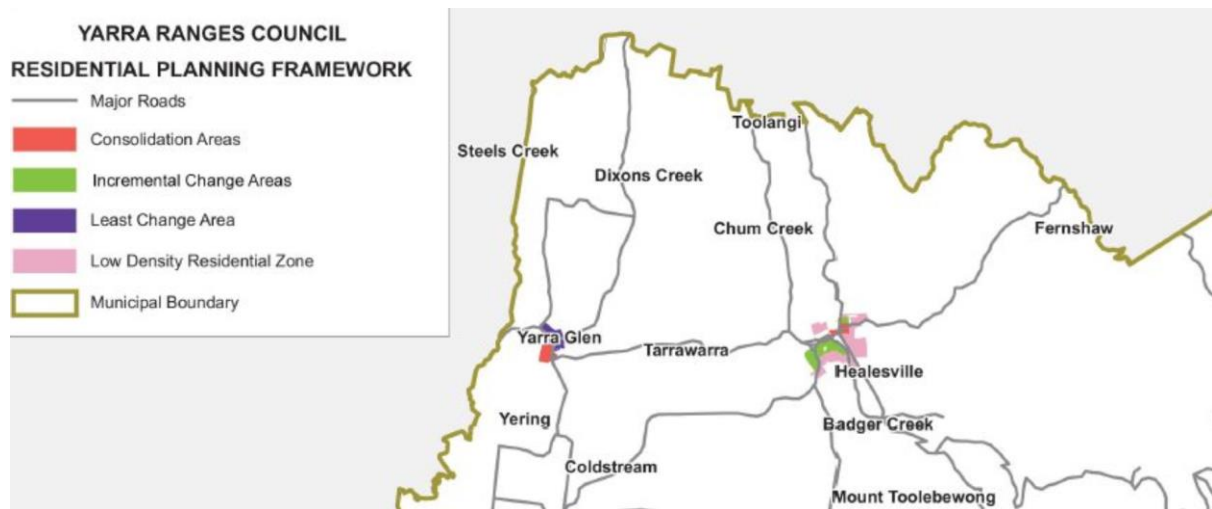 YARRA RANGES COUNCIL
RESIDENTIAL PLANNING FRAMEWORK
Major Roads
Consolidation Areas
Incremental Change Areas
Least Change Area
Low Density Residential Zone
Municipal Boundary
Toolangi
Steels Creek
Dixons Creek
Chum Creek
Fernshaw
Yarra Glen
Tarrawarra
Healesville
Yering
Badger Creek
Coldstream
Mount Toolebewong